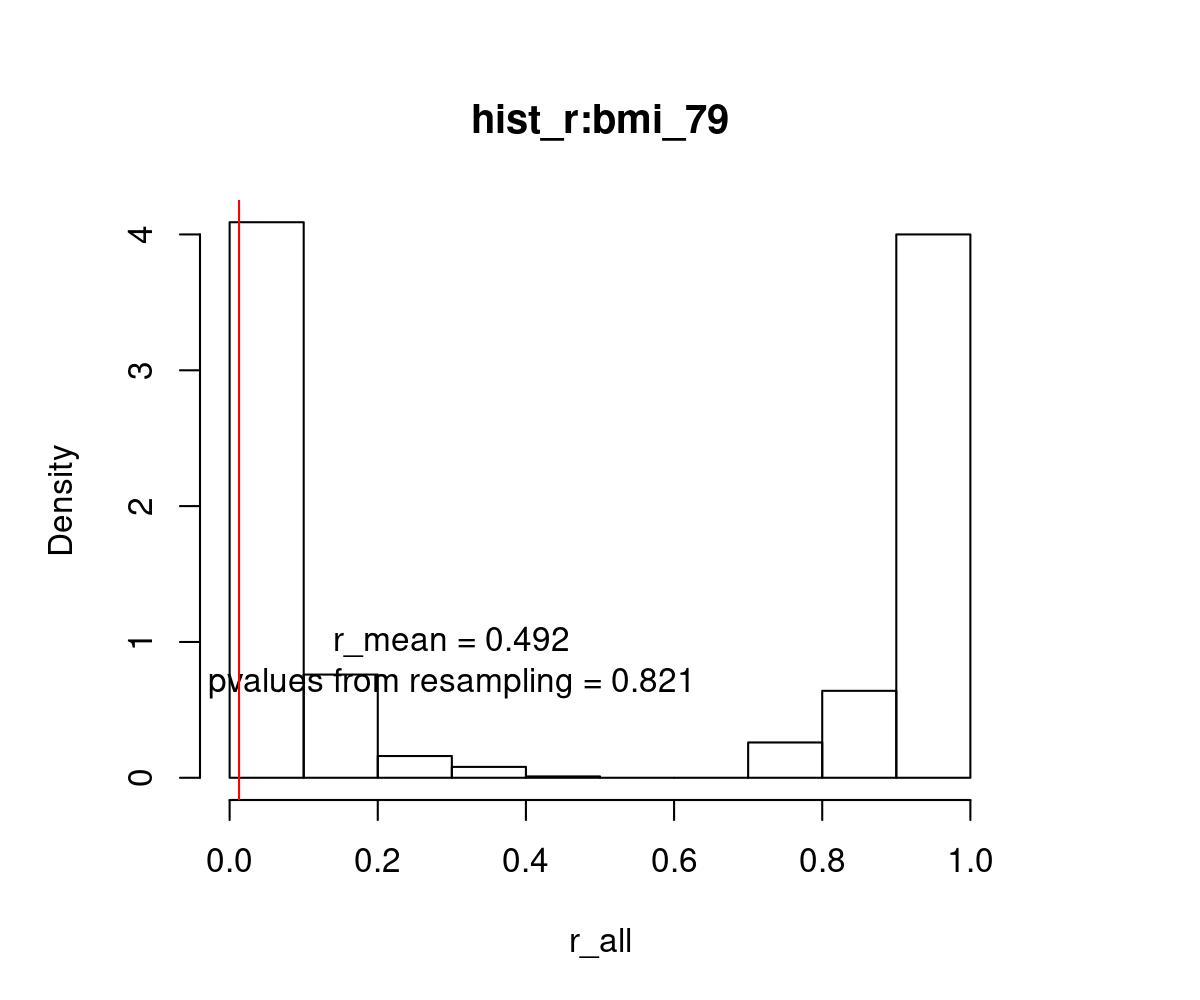 hist_r:bmi_79
4
3
2
1
0
Density
r_mean = 0.492
pvalues from resampling = 0.821
0.0 0.2 0.4 0.6 0.8 1.0
r_all